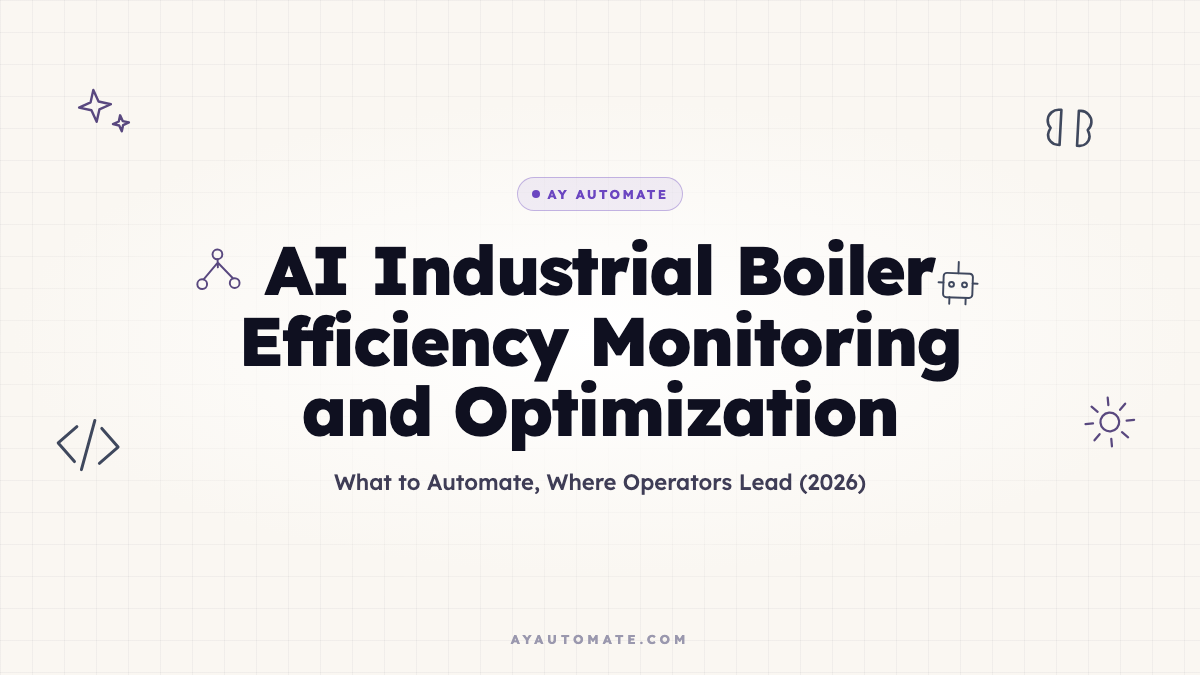 AY AUTOMATE
AI Industrial Boiler
Efficiency Monitoring
and Optimization
What to Automate, Where Operators Lead (2026)
AYAUTOMATE.COM